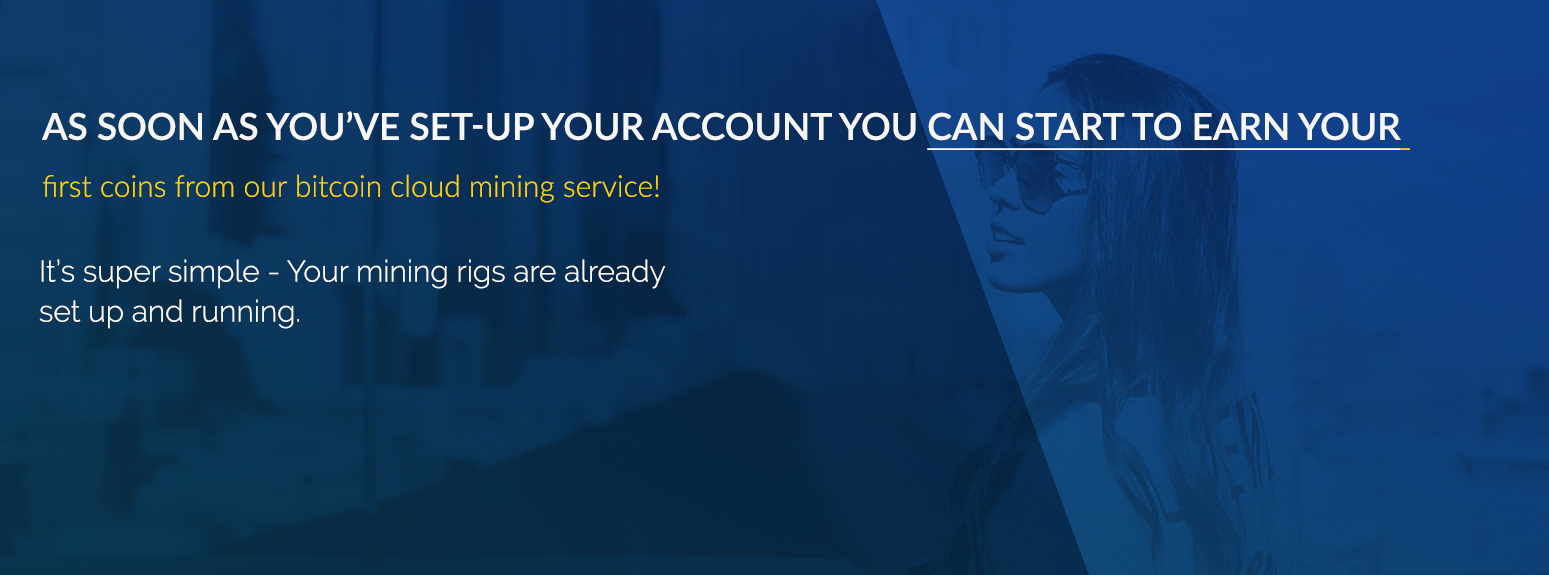 AS SOON AS YOU’VE SET-UP YOUR ACCOUNT YOU CAN START TO EARN YOUR
first coins from our bitcoin cloud mining service!
It’s super simple - Your mining rigs are already
set up and running.